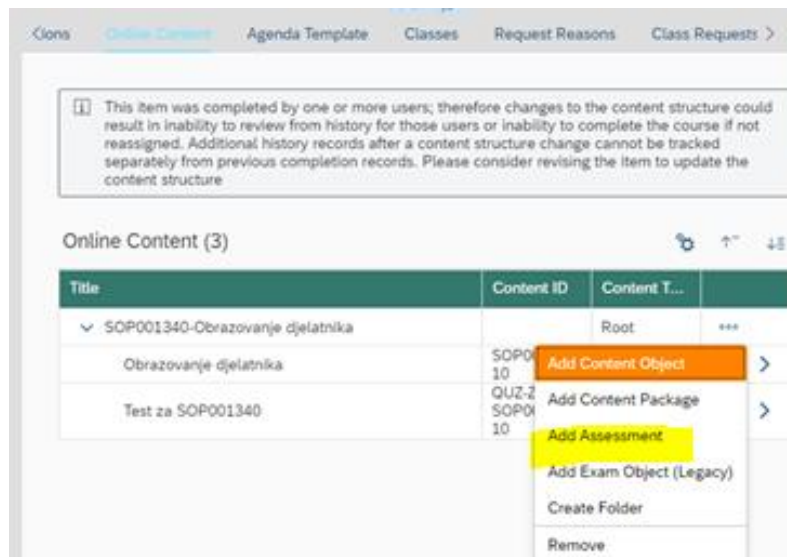 Online Content
Agenda Template
Classes
Request Reasons
Class Requests
This item was completed by one or more users; therefore changes to the content structure could
result in inability to review from history for those users or inability to complete the course if not
reassigned. Additional history records after a content structure change cannot be tracked
separately from previous completion records. Please consider revising the item to update the
content structure
Online Content (3)
Title
Content ID
Content T...
SOP001340-Obrazovanje djelatnika
Root
Obrazovanje djelatnika
10
Test za SOP001340
10
Add Content Object
Add Content Package
Add Assessment
Add Exam Object (Legacy)
Create Folder
Remove